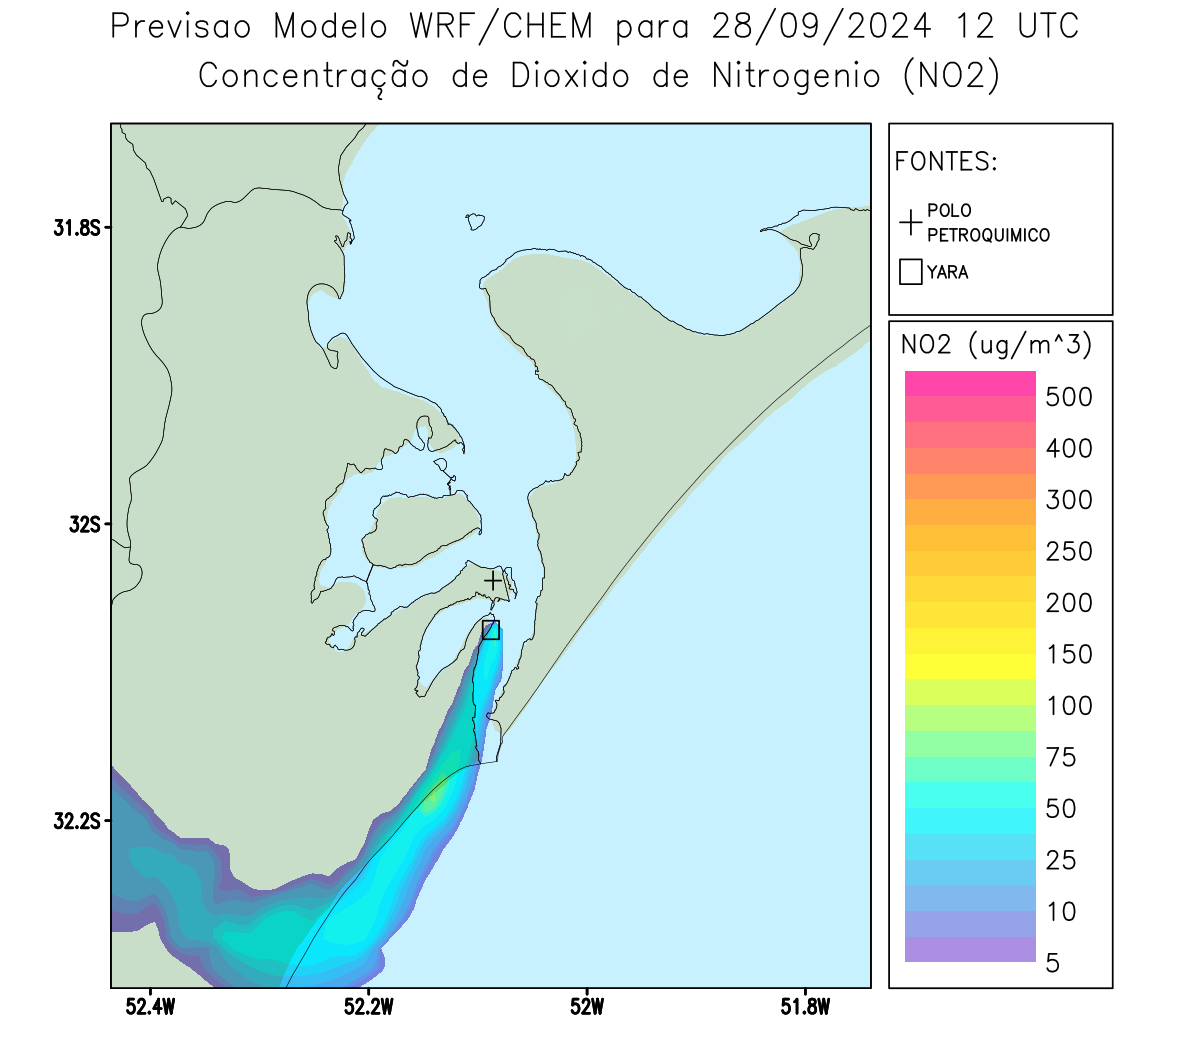 Previsao Modelo WRF/CHEM para 28/09/2024 12 UTC
Concentração de Dioxido de Nitrogenio (NO2)
FONTES:
POLO
PETROQUIMICO
YARA
NO2 (ug/m^3)
500
400
300
250
200
150
100
75
50
25
10
5
31.8S
32S
32.2S
52.4W
52.2W
52W
51.8W